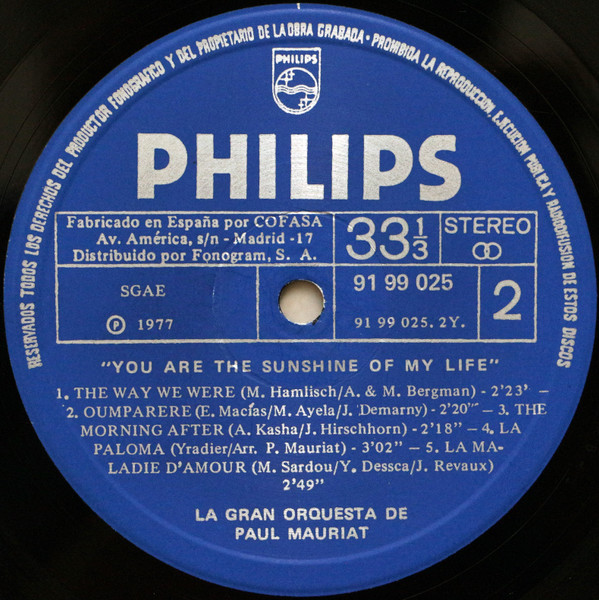 RESERVADOS TODOS LOS DERECHOS DEL PRODUCTOR FONOGRAFICO Y DEL PROPIETARIO DE LA OBRA GRABADA · PROHIBIDA LA REPRODUCCION, EJECUCION PUBLICA Y RADIODIFUSION DE ESTOS DISCOS
PHILIPS
PHILIPS
Fabricado en España por COFASA
Av. América, s/n - Madrid -17
Distribuido por Fonogram, S. A.
33 1/3
STEREO
SGAE
℗ 1977
91 99 025
91 99 025. 2Y.
2
"YOU ARE THE SUNSHINE OF MY LIFE"
1. THE WAY WE WERE (M. Hamlisch/A. & M. Bergman) - 2'23' —
2. OUMPARERE (E. Macías/M. Ayela/J. Demarny) - 2'20" — 3. THE
MORNING AFTER (A. Kasha/J. Hirschhorn) - 2'18" — 4. LA
PALOMA (Yradier/Arr. P. Mauriat) - 3'02" — 5. LA MA-
LADIE D'AMOUR (M. Sardou/Y. Dessca/J. Revaux)
2'49"
LA GRAN ORQUESTA DE
PAUL MAURIAT